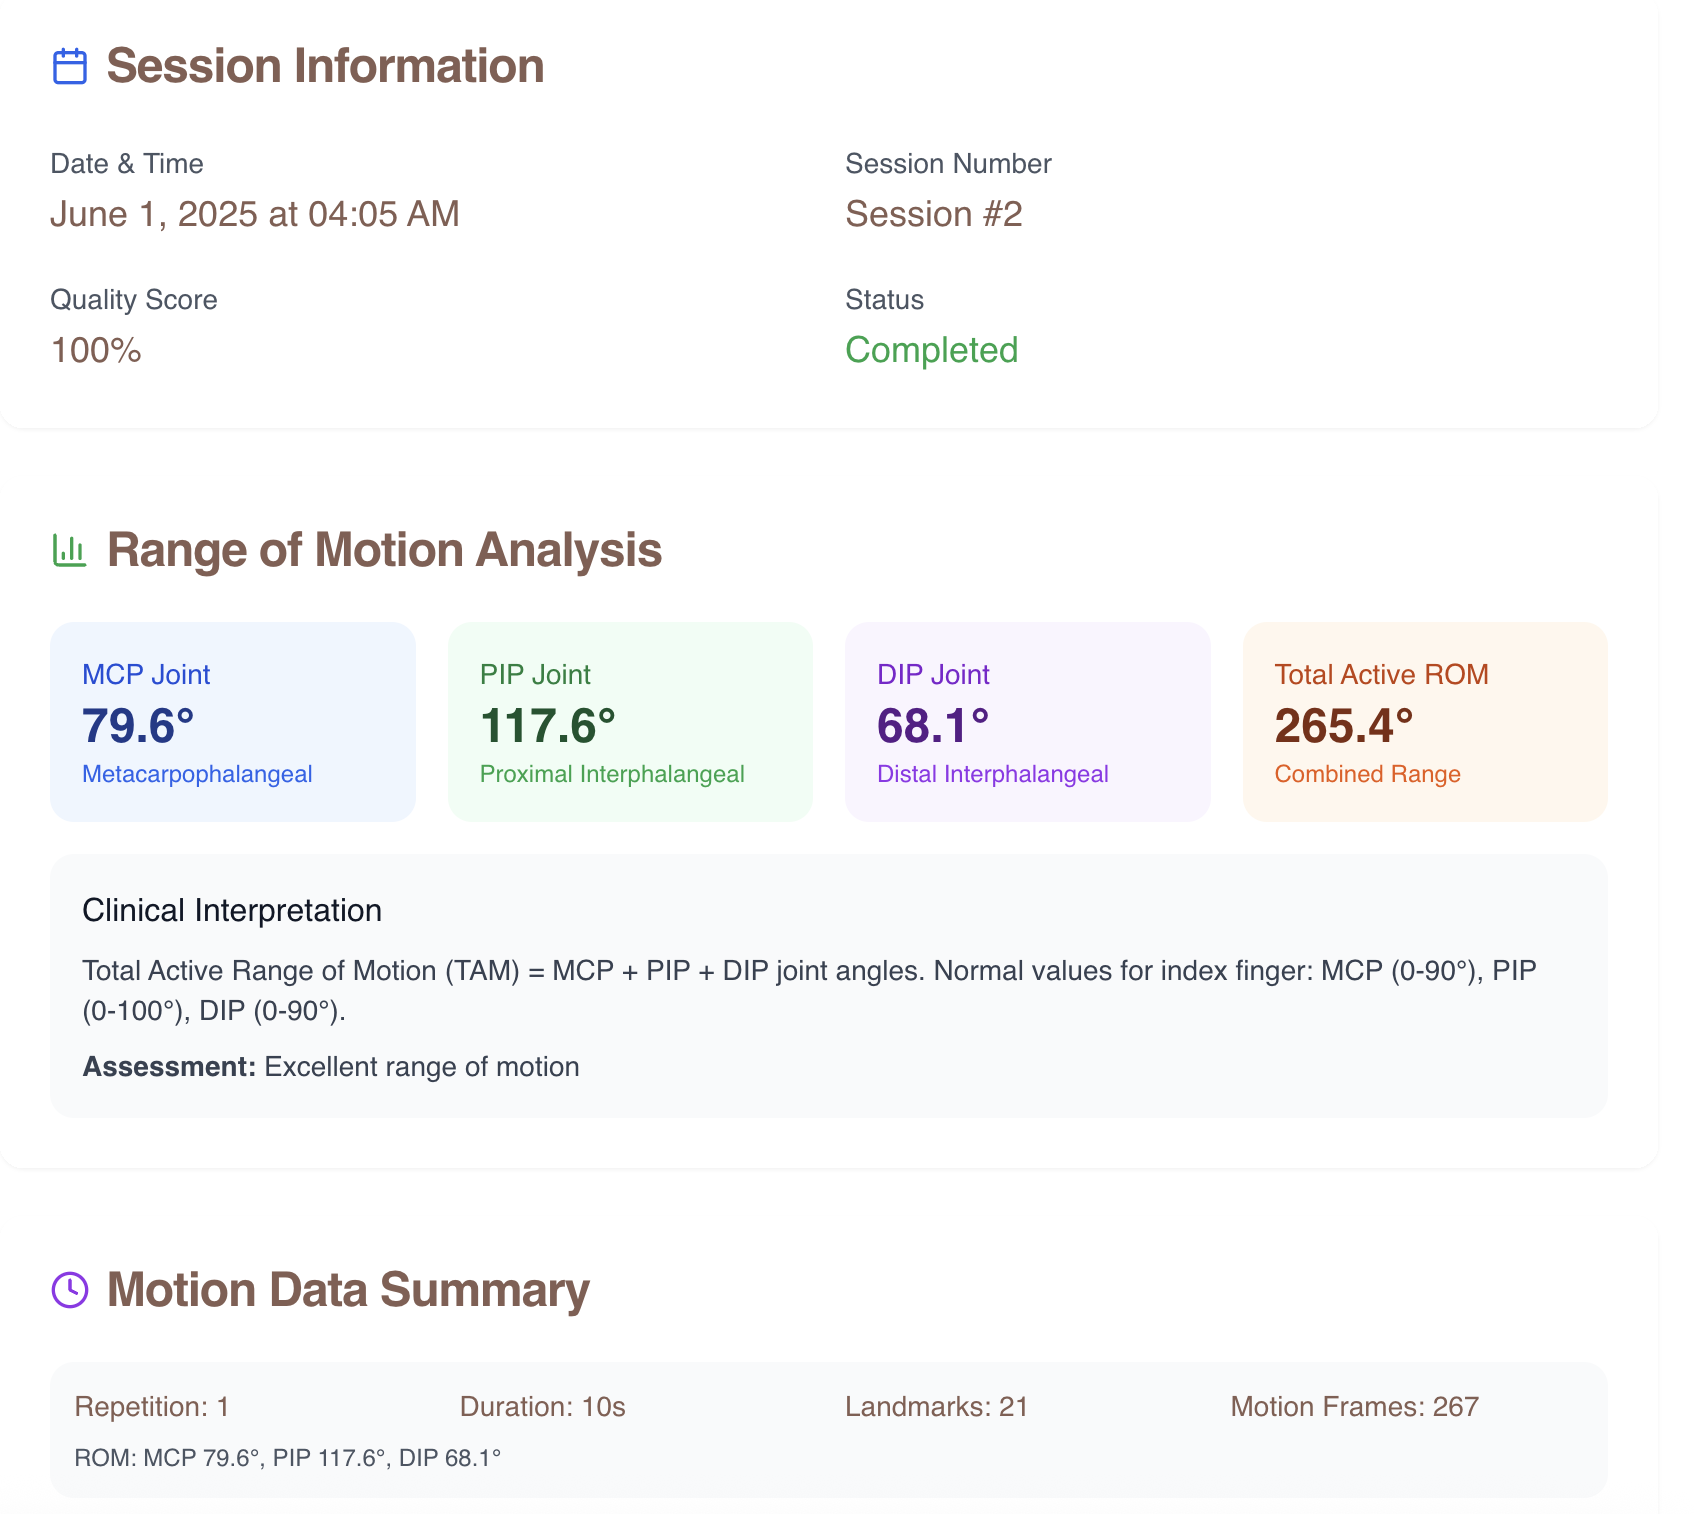 Session Information
Date & Time
June 1, 2025 at 04:05 AM
Session Number
Session #2
Quality Score
100%
Status
Completed
Range of Motion Analysis
MCP Joint
79.6°
Metacarpophalangeal
PIP Joint
117.6°
Proximal Interphalangeal
DIP Joint
68.1°
Distal Interphalangeal
Total Active ROM
265.4°
Combined Range
Clinical Interpretation
Total Active Range of Motion (TAM) = MCP + PIP + DIP joint angles. Normal values for index finger: MCP (0-90°), PIP
(0-100°), DIP (0-90°).
Assessment: Excellent range of motion
Motion Data Summary
Repetition: 1
Duration: 10s
Landmarks: 21
Motion Frames: 267
ROM: MCP 79.6°, PIP 117.6°, DIP 68.1°